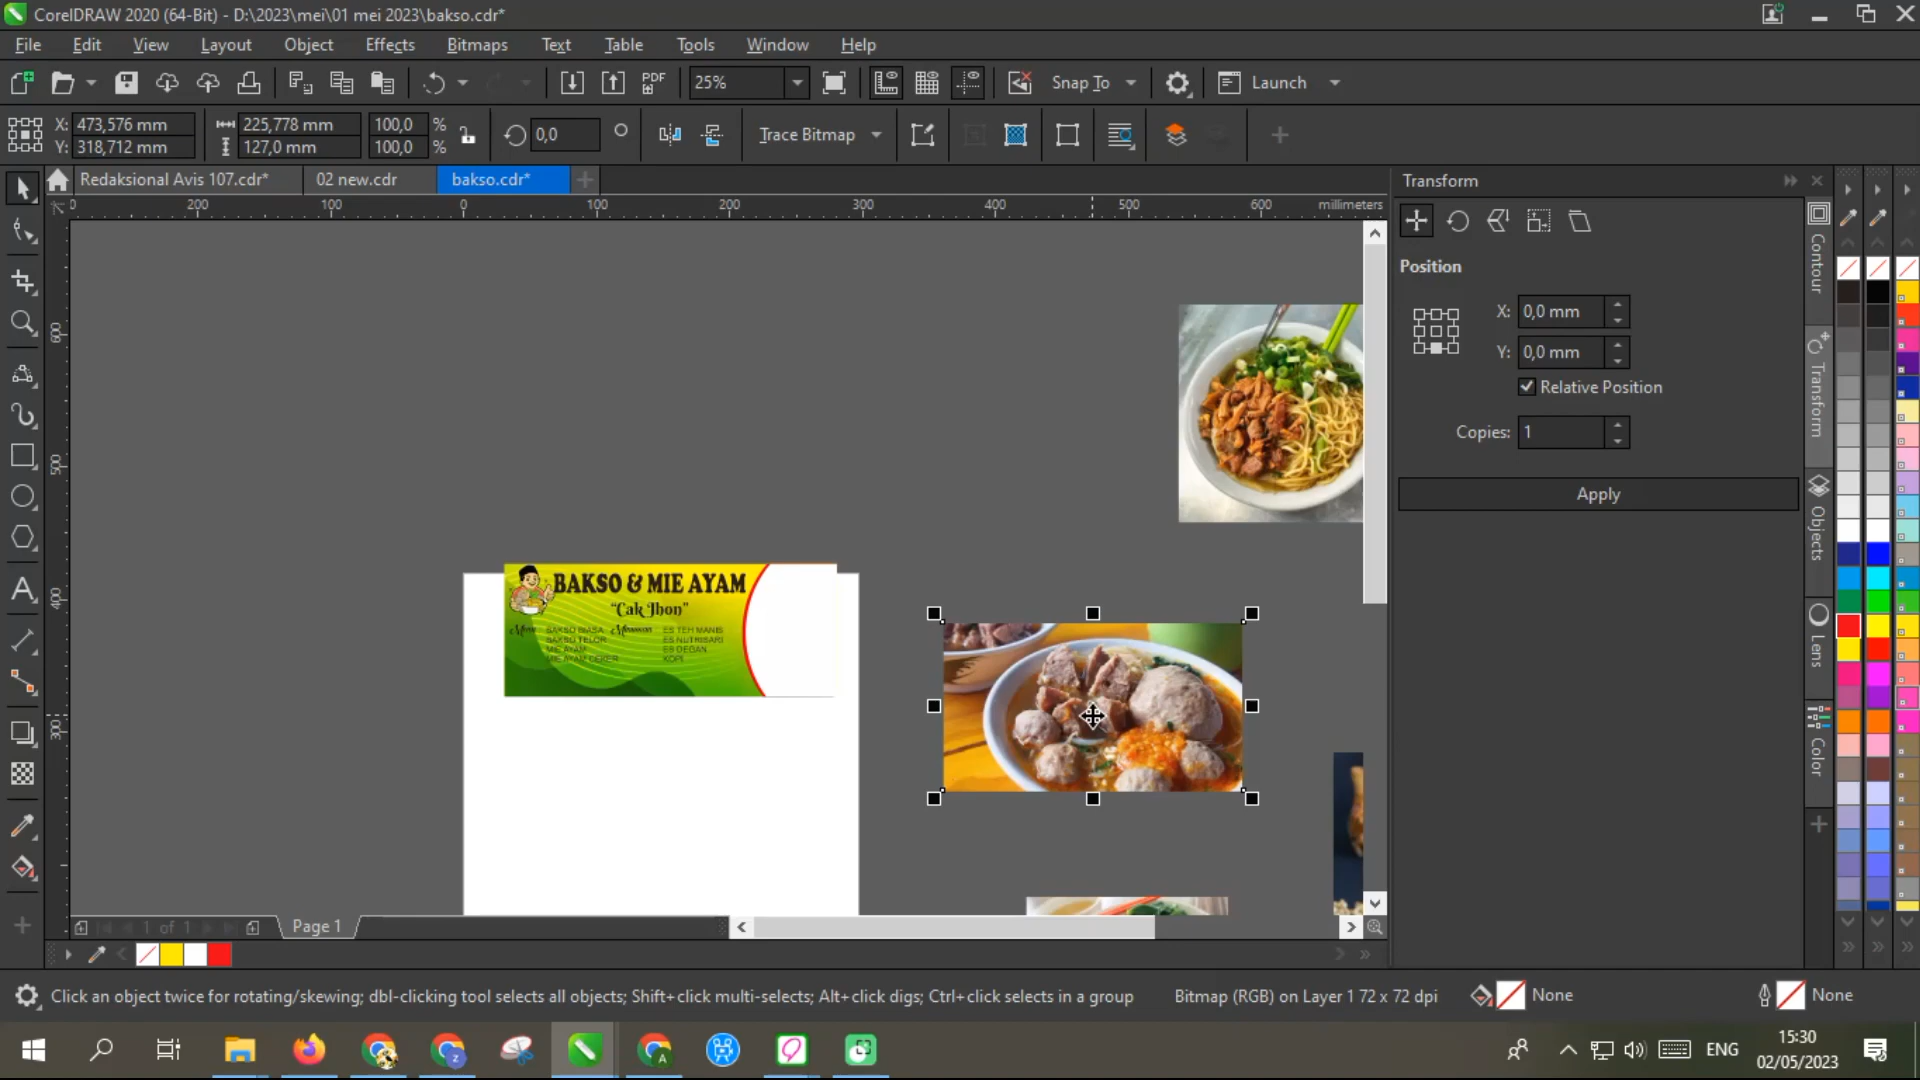 CorelDRAW 2020 (64-Bit) - D:\2023\mei\01 mei 2023\bakso.cdr*
File Edit View Layout Object Effects Bitmaps Text Table Tools Window Help
PDF 25% Snap To Launch
X: 473,576 mm 225,778 mm 100,0 % 0,0 Trace Bitmap
Y: 318,712 mm 127,0 mm 100,0 %
Redaksional Avis 107.cdr* 02 new.cdr bakso.cdr*
200 100 0 100 200 300 400 500 600 millimeters
600
500
400
300
BAKSO & MIE AYAM
"Cak Jhon"
Menu BAKSO BIASA Minuman ES TEH MANIS
BAKSO TELOR ES NUTRISARI
MIE AYAM ES DEGAN
MIE AYAM CEKER KOPI
Transform
Position
X: 0,0 mm
Y: 0,0 mm
Relative Position
Copies: 1
Apply
Contour
Transform
Objects
Lens
Color
1 of 1 Page 1
Click an object twice for rotating/skewing; dbl-clicking tool selects all objects; Shift+click multi-selects; Alt+click digs; Ctrl+click selects in a group Bitmap (RGB) on Layer 1 72 x 72 dpi None None
Z A ENG 15:30
02/05/2023